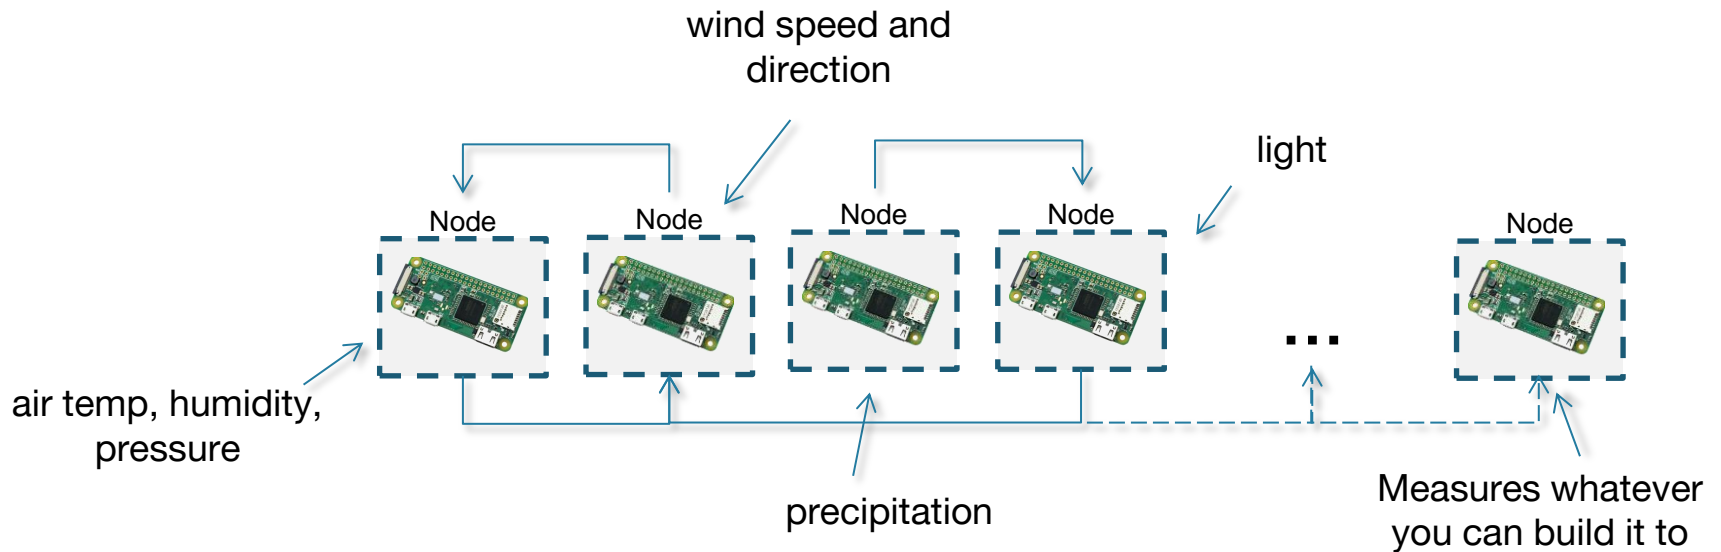 wind speed and
direction
light
Node
Node
Node
Node
Node
...
air temp, humidity,
pressure
precipitation
Measures whatever
you can build it to